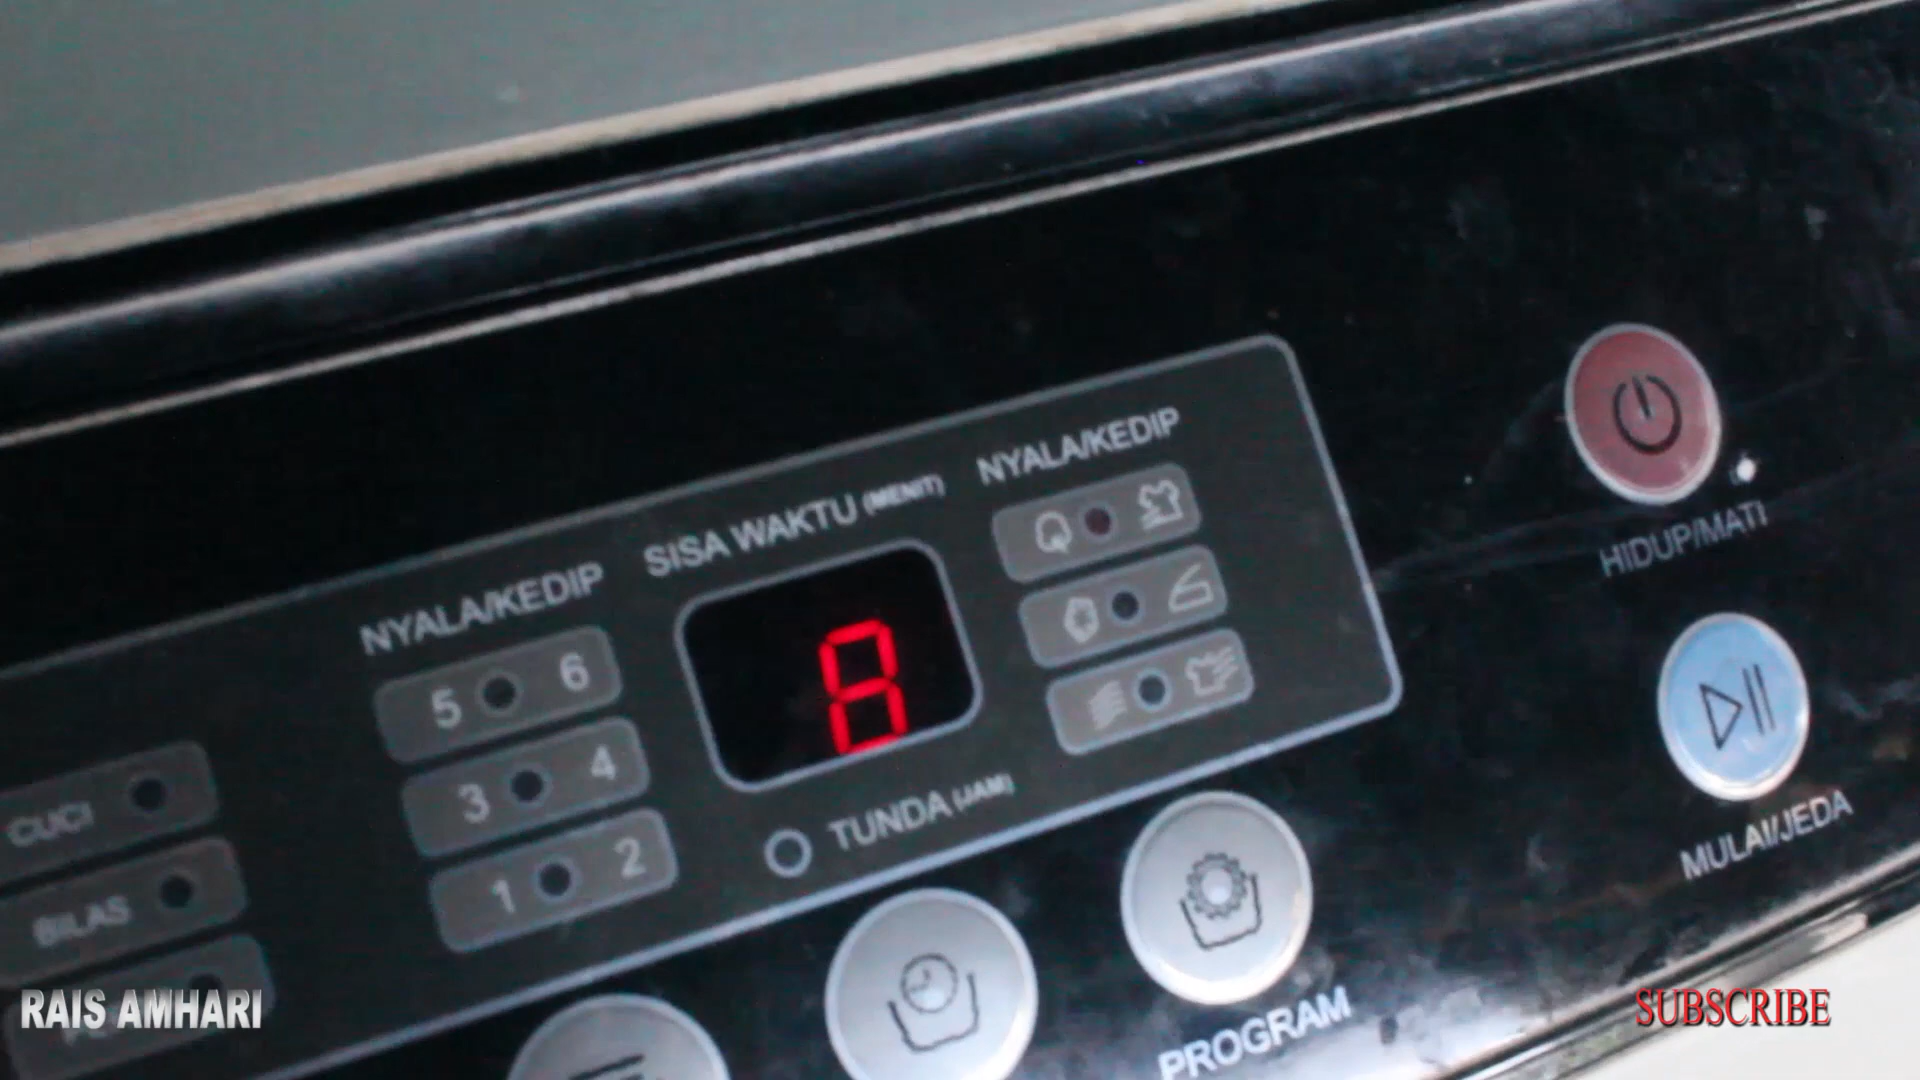 NYALA/KEDIP
SISA WAKTU (MENIT)
NYALA/KEDIP
5 6
3 4
1 2
8
TUNDA (JAM)
CUCI
BILAS
HIDUP/MATI
MULAI/JEDA
PROGRAM
RAIS AMHARI
SUBSCRIBE